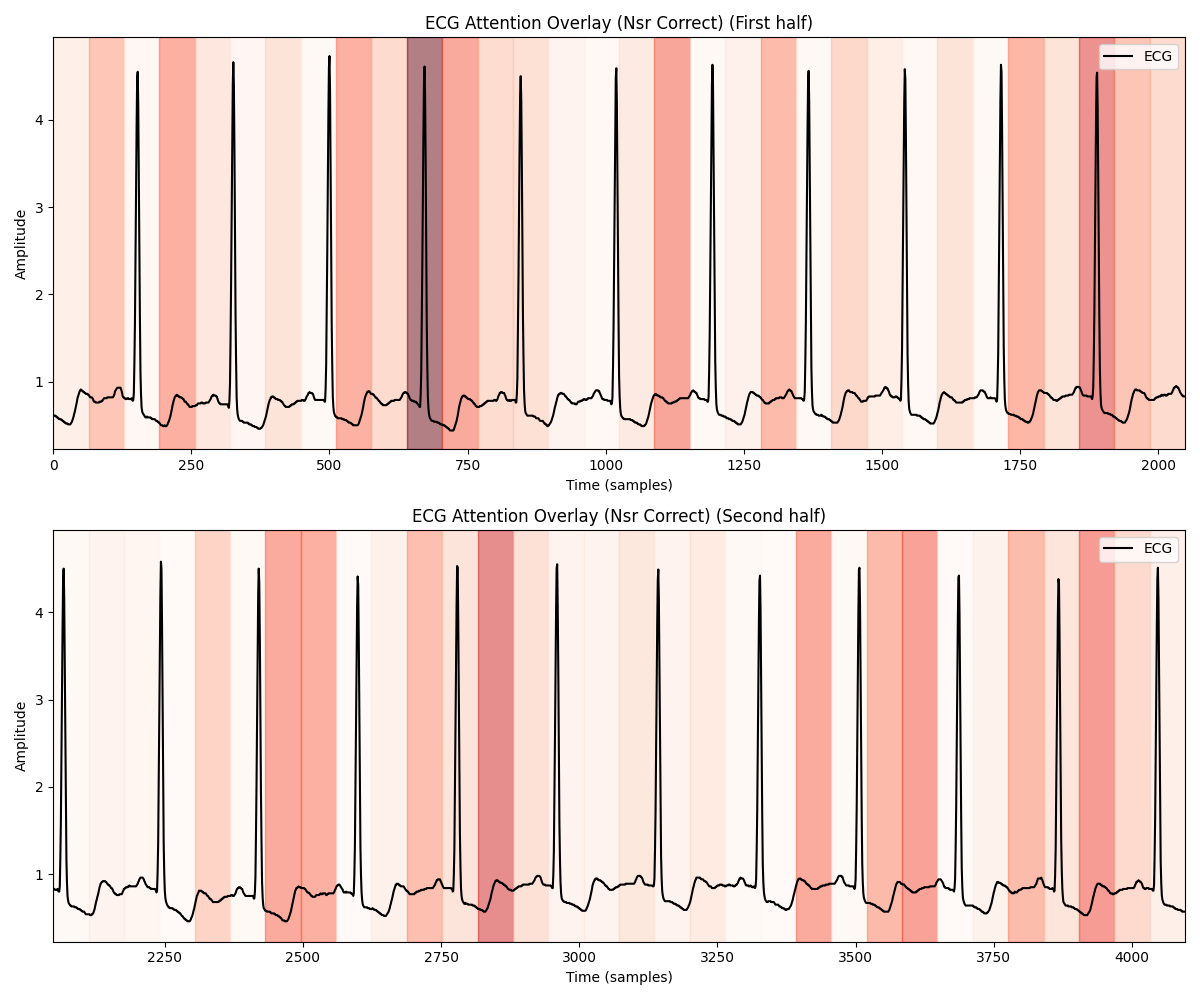 ECG Attention Overlay (Nsr Correct) (First half)
ECG
Amplitude
4
3
2
1
0 250 500 750 1000 1250 1500 1750 2000
Time (samples)
ECG Attention Overlay (Nsr Correct) (Second half)
ECG
Amplitude
4
3
2
1
2250 2500 2750 3000 3250 3500 3750 4000
Time (samples)